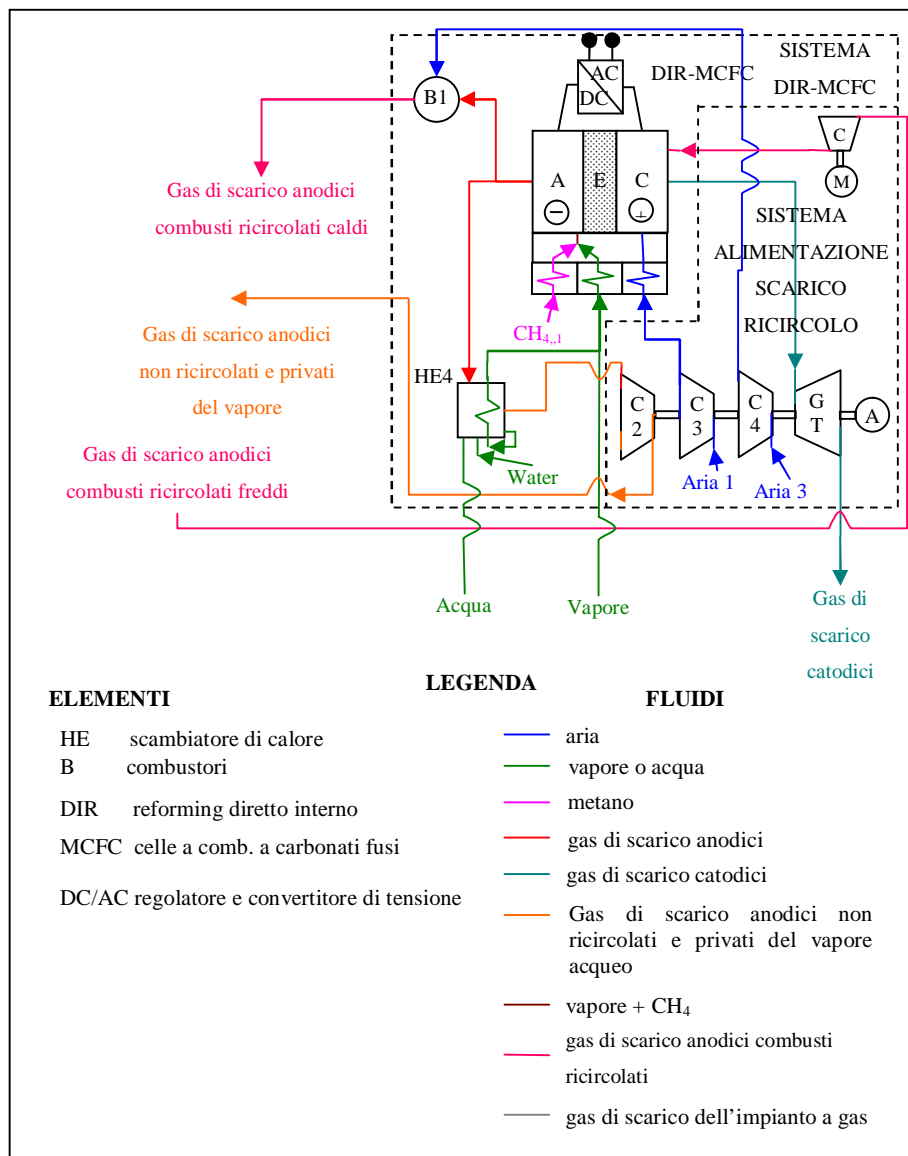 SISTEMA
DIR-MCFC
DIR-MCFC
AC
DC
B1
C
M
A
E
C
−
+
Gas di scarico anodici
combusti ricircolati caldi
SISTEMA
ALIMENTAZIONE
SCARICO
RICIRCOLO
CH4,,1
Gas di scarico anodici
non ricircolati e privati
del vapore
HE4
C
2
C
3
C
4
G
T
A
Gas di scarico anodici
combusti ricircolati freddi
Water
Aria 1
Aria 3
Acqua
Vapore
Gas di
scarico
catodici
LEGENDA
ELEMENTI
HE scambiatore di calore
B combustori
DIR reforming diretto interno
MCFC celle a comb. a carbonati fusi
DC/AC regolatore e convertitore di tensione
FLUIDI
aria
vapore o acqua
metano
gas di scarico anodici
gas di scarico catodici
Gas di scarico anodici non
ricircolati e privati del vapore
acqueo
vapore + CH4
gas di scarico anodici combusti
ricircolati
gas di scarico dell'impianto a gas